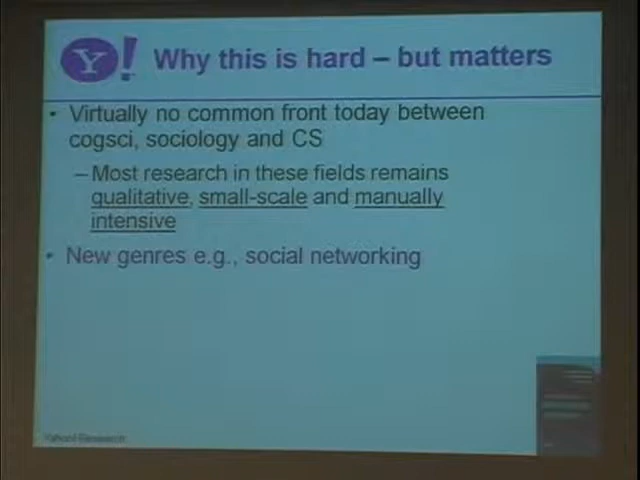 Y!
Why this is hard – but matters
• Virtually no common front today between
cogsci, sociology and CS
– Most research in these fields remains
qualitative, small-scale and manually
intensive
• New genres e.g., social networking
Yahoo! Research